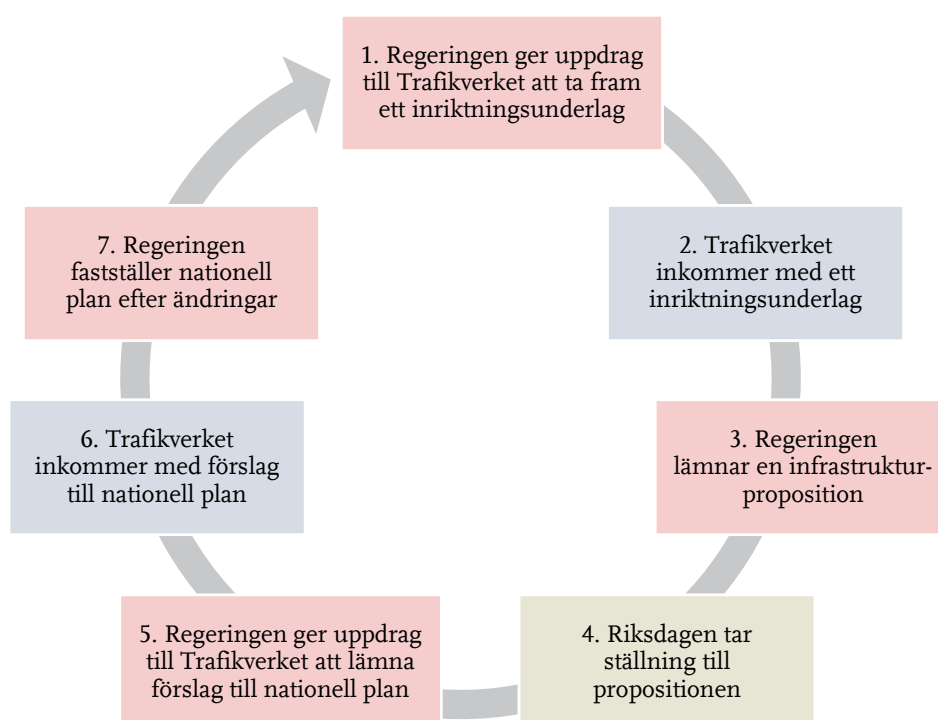 1. Regeringen ger uppdrag
till Trafikverket att ta fram
ett inriktningsunderlag
2. Trafikverket
inkommer med ett
inriktningsunderlag
3. Regeringen
lämnar en infrastruktur-
proposition
4. Riksdagen tar
ställning till
propositionen
5. Regeringen ger uppdrag
till Trafikverket att lämna
förslag till nationell plan
6. Trafikverket
inkommer med förslag
till nationell plan
7. Regeringen
fastställer nationell
plan efter ändringar